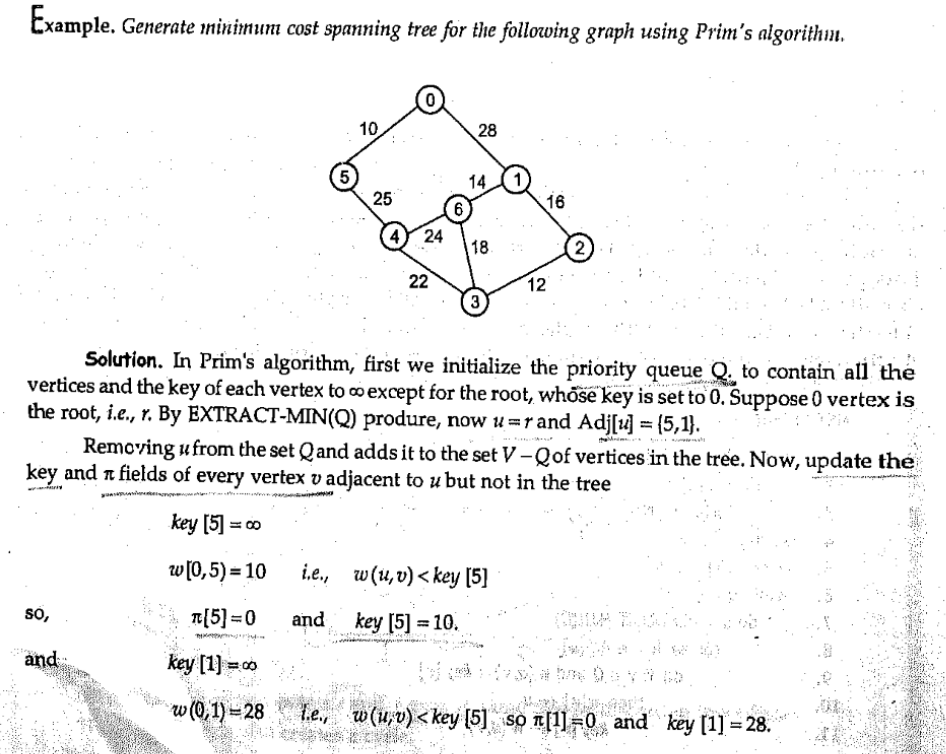 Example. Generate minimum cost spanning tree for the following graph using Prim's algorithm.
0
10
28
5
14
1
25
6
16
4
24
18
2
22
12
3
Solution. In Prim's algorithm, first we initialize the priority queue Q. to contain all the
vertices and the key of each vertex to ∞ except for the root, whose key is set to 0. Suppose 0 vertex is
the root, i.e., r. By EXTRACT-MIN(Q) produre, now u = r and Adj[u] = {5,1}.
Removing u from the set Q and adds it to the set V – Q of vertices in the tree. Now, update the
key and π fields of every vertex v adjacent to u but not in the tree
key [5] = ∞
w[0,5) = 10 i.e., w(u,v) < key [5]
so, π[5] = 0 and key [5] = 10.
and key [1] = ∞
w(0,1) = 28 i.e., w(u,v) < key [5] so π[1] = 0 and key [1] = 28.